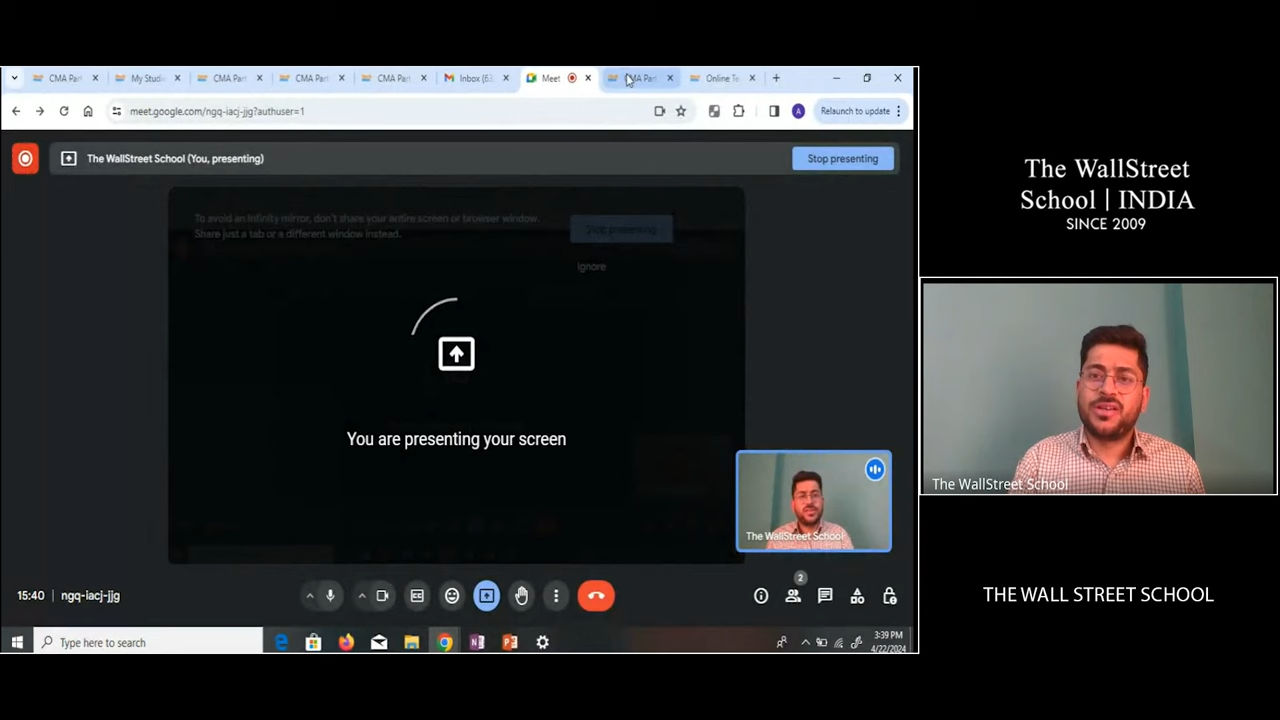 CMA Par
My Studi
CMA Par
CMA Par
CMA Par
Inbox (6
Meet
CMA Par
Online Te
meet.google.com/ngq-iacj-jjg?authuser=1
Relaunch to update
A
The WallStreet School (You, presenting)
Stop presenting
To avoid an infinity mirror, don't share your entire screen or browser window.
Share just a tab or a different window instead.
Stop presenting
Ignore
You are presenting your screen
The WallStreet School
15:40 | ngq-iacj-jjg
2
Type here to search
3:39 PM
4/22/2024
The WallStreet
School | INDIA
SINCE 2009
The WallStreet School
THE WALL STREET SCHOOL